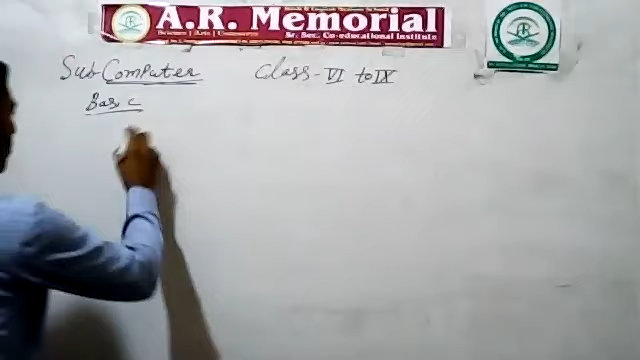 A.R. Memorial
Science | Arts | Commerce
Sr. Sec. Co-educational Institute
Sub Computer Class - VI to IX
Basic